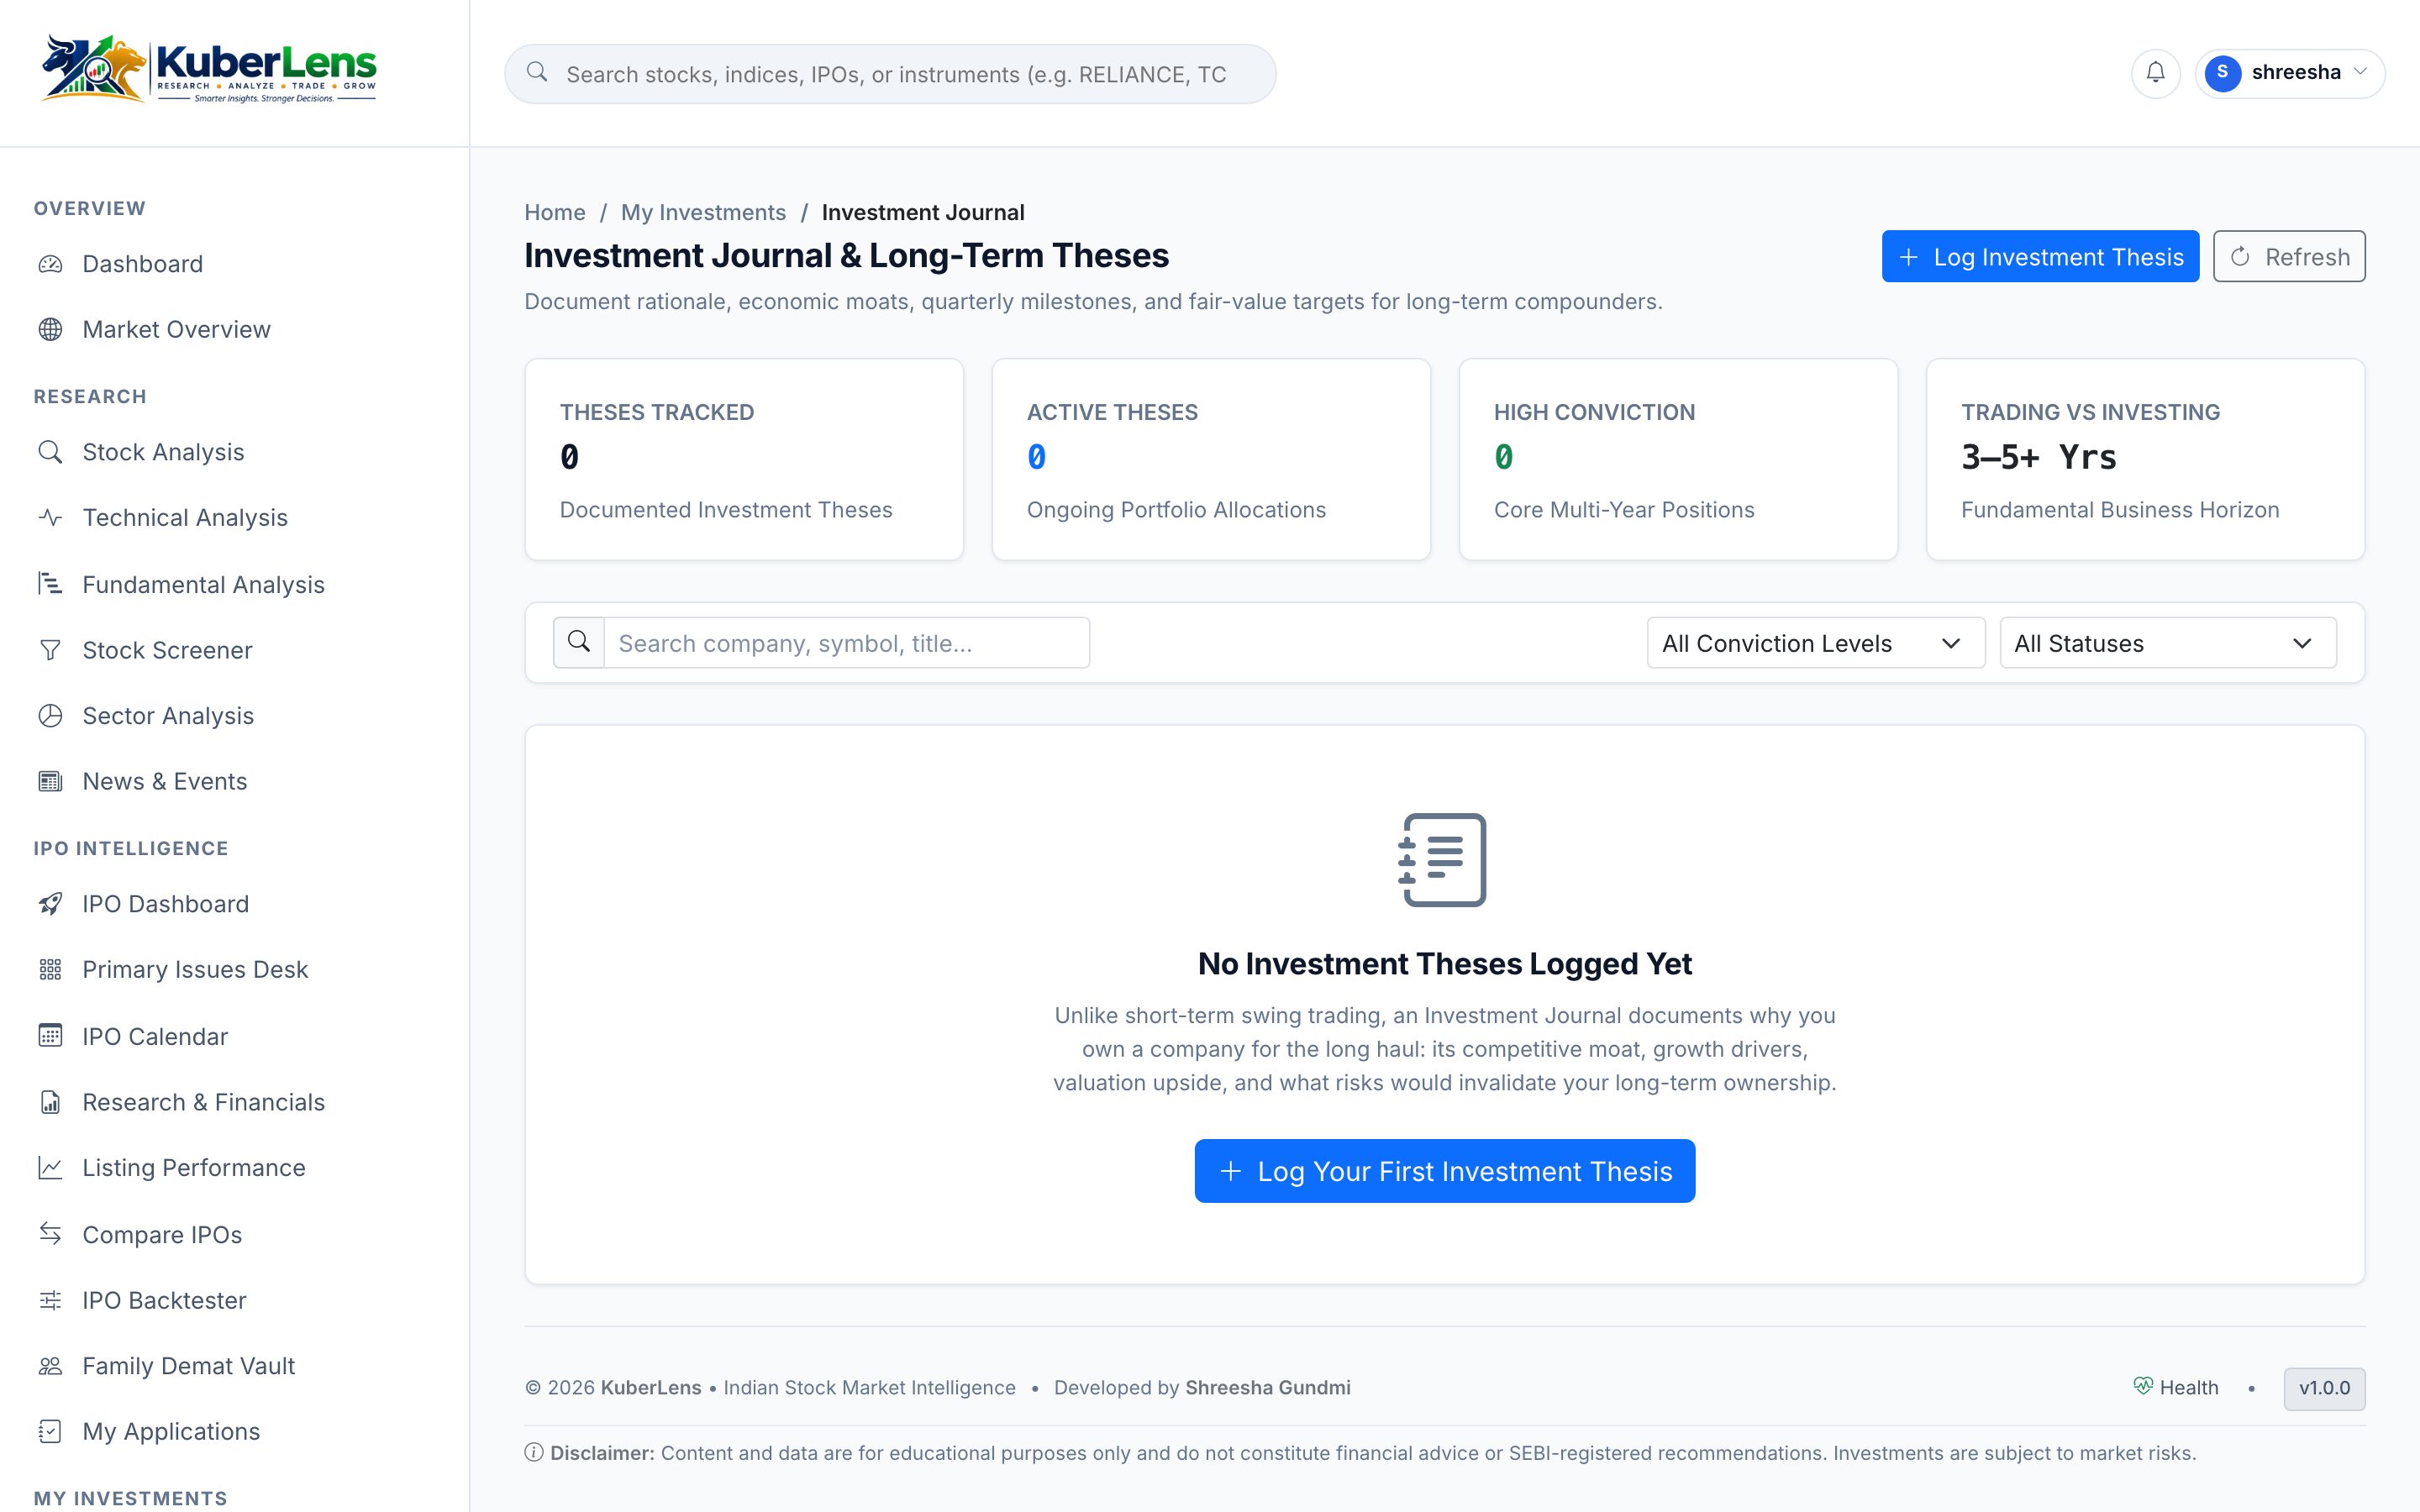 KuberLens
RESEARCH • ANALYZE • TRADE • GROW
Smarter Insights. Stronger Decisions.
Search stocks, indices, IPOs, or instruments (e.g. RELIANCE, TC
S
shreesha
OVERVIEW
Dashboard
Market Overview
RESEARCH
Stock Analysis
Technical Analysis
Fundamental Analysis
Stock Screener
Sector Analysis
News & Events
IPO INTELLIGENCE
IPO Dashboard
Primary Issues Desk
IPO Calendar
Research & Financials
Listing Performance
Compare IPOs
IPO Backtester
Family Demat Vault
My Applications
MY INVESTMENTS
Home / My Investments / Investment Journal
Investment Journal & Long-Term Theses
Document rationale, economic moats, quarterly milestones, and fair-value targets for long-term compounders.
+ Log Investment Thesis
Refresh
THESES TRACKED
0
Documented Investment Theses
ACTIVE THESES
0
Ongoing Portfolio Allocations
HIGH CONVICTION
0
Core Multi-Year Positions
TRADING VS INVESTING
3–5+ Yrs
Fundamental Business Horizon
Search company, symbol, title...
All Conviction Levels
All Statuses
No Investment Theses Logged Yet
Unlike short-term swing trading, an Investment Journal documents why you
own a company for the long haul: its competitive moat, growth drivers,
valuation upside, and what risks would invalidate your long-term ownership.
+ Log Your First Investment Thesis
© 2026 KuberLens • Indian Stock Market Intelligence • Developed by Shreesha Gundmi
Health • v1.0.0
Disclaimer: Content and data are for educational purposes only and do not constitute financial advice or SEBI-registered recommendations. Investments are subject to market risks.